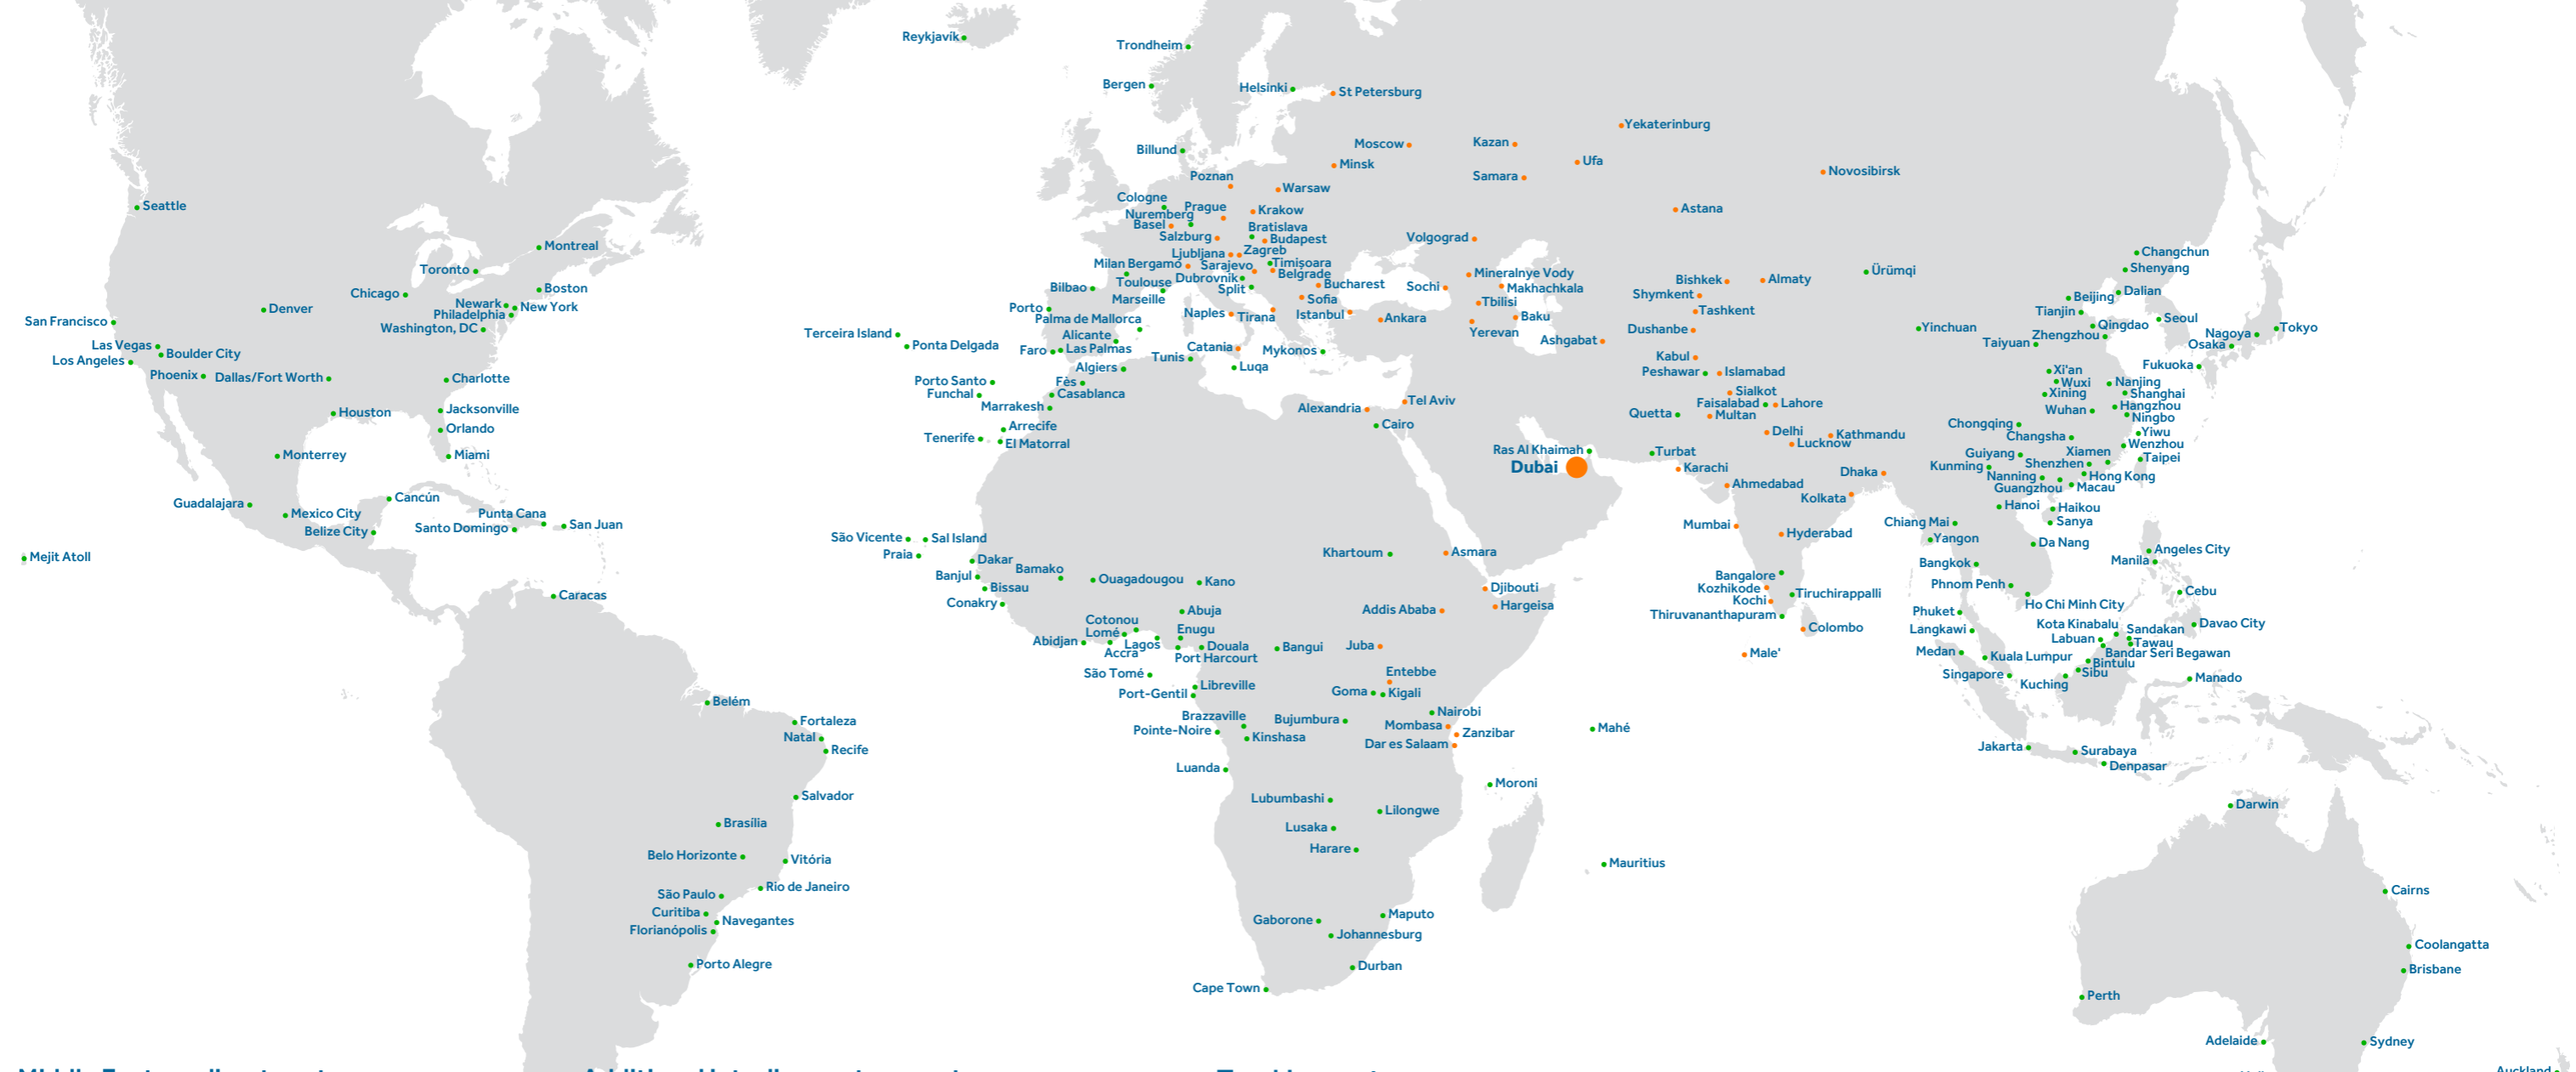 Reykjavík
Trondheim
Bergen
Helsinki
St Petersburg
Yekaterinburg
Moscow
Kazan
Billund
Minsk
Ufa
Samara
Novosibirsk
Poznan
Warsaw
Cologne
Prague
Krakow
Nuremberg
Basel
Bratislava
Salzburg
Budapest
Ljubljana
Zagreb
Milan Bergamo
Sarajevo
Timişoara
Belgrade
Dubrovnik
Toulouse
Bilbao
Split
Bucharest
Marseille
Sofia
Porto
Naples
Tirana
Istanbul
Palma de Mallorca
Alicante
Faro
Las Palmas
Catania
Mykonos
Tunis
Luqa
Algiers
Fès
Casablanca
Marrakesh
Astana
Volgograd
Mineralnye Vody
Makhachkala
Sochi
Tbilisi
Baku
Yerevan
Ankara
Ashgabat
Bishkek
Almaty
Shymkent
Tashkent
Dushanbe
Kabul
Peshawar
Islamabad
Sialkot
Faisalabad
Lahore
Multan
Quetta
Delhi
Kathmandu
Lucknow
Turbat
Karachi
Dhaka
Ahmedabad
Kolkata
Mumbai
Hyderabad
Bangalore
Kozhikode
Kochi
Tiruchirappalli
Thiruvananthapuram
Colombo
Male'
Ras Al Khaimah
Dubai
Alexandria
Tel Aviv
Cairo
Seattle
Montreal
Toronto
Boston
Chicago
Newark
New York
Denver
Philadelphia
Washington, DC
San Francisco
Las Vegas
Boulder City
Los Angeles
Phoenix
Dallas/Fort Worth
Charlotte
Houston
Jacksonville
Orlando
Monterrey
Miami
Guadalajara
Cancún
Mexico City
Belize City
Punta Cana
Santo Domingo
San Juan
Mejit Atoll
Caracas
Belém
Fortaleza
Natal
Recife
Salvador
Brasília
Belo Horizonte
Vitória
São Paulo
Rio de Janeiro
Curitiba
Navegantes
Florianópolis
Porto Alegre
Terceira Island
Ponta Delgada
Porto Santo
Funchal
Arrecife
Tenerife
El Matorral
São Vicente
Sal Island
Praia
Dakar
Banjul
Bamako
Bissau
Conakry
Ouagadougou
Kano
Abuja
Cotonou
Lomé
Enugu
Abidjan
Lagos
Accra
Douala
Port Harcourt
Bangui
São Tomé
Libreville
Port-Gentil
Brazzaville
Pointe-Noire
Kinshasa
Luanda
Khartoum
Asmara
Djibouti
Hargeisa
Addis Ababa
Juba
Entebbe
Goma
Kigali
Bujumbura
Nairobi
Mombasa
Zanzibar
Dar es Salaam
Mahé
Moroni
Lubumbashi
Lilongwe
Lusaka
Harare
Mauritius
Gaborone
Maputo
Johannesburg
Durban
Cape Town
Ürümqi
Changchun
Shenyang
Beijing
Dalian
Tianjin
Yinchuan
Qingdao
Seoul
Zhengzhou
Taiyuan
Nagoya
Tokyo
Osaka
Fukuoka
Xi'an
Wuxi
Xining
Nanjing
Shanghai
Wuhan
Hangzhou
Ningbo
Chongqing
Changsha
Yiwu
Wenzhou
Guiyang
Xiamen
Taipei
Kunming
Shenzhen
Nanning
Hong Kong
Guangzhou
Macau
Hanoi
Haikou
Sanya
Chiang Mai
Yangon
Da Nang
Angeles City
Manila
Bangkok
Phnom Penh
Cebu
Ho Chi Minh City
Phuket
Langkawi
Kota Kinabalu
Sandakan
Davao City
Labuan
Tawau
Medan
Bandar Seri Begawan
Kuala Lumpur
Bintulu
Sibu
Singapore
Kuching
Manado
Jakarta
Surabaya
Denpasar
Darwin
Cairns
Coolangatta
Brisbane
Perth
Adelaide
Sydney
Auckland